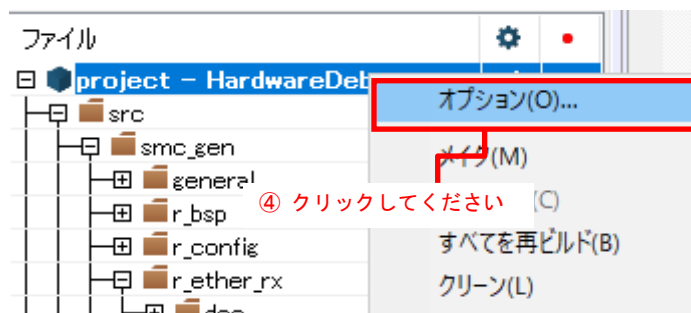 ファイル
project - HardwareDeb
オプション(O)...
src
smc_gen
メイク(M)
general
④ クリックしてください
(C)
r_bsp
r_config
すべてを再ビルド(B)
r_ether_rx
クリーン(L)